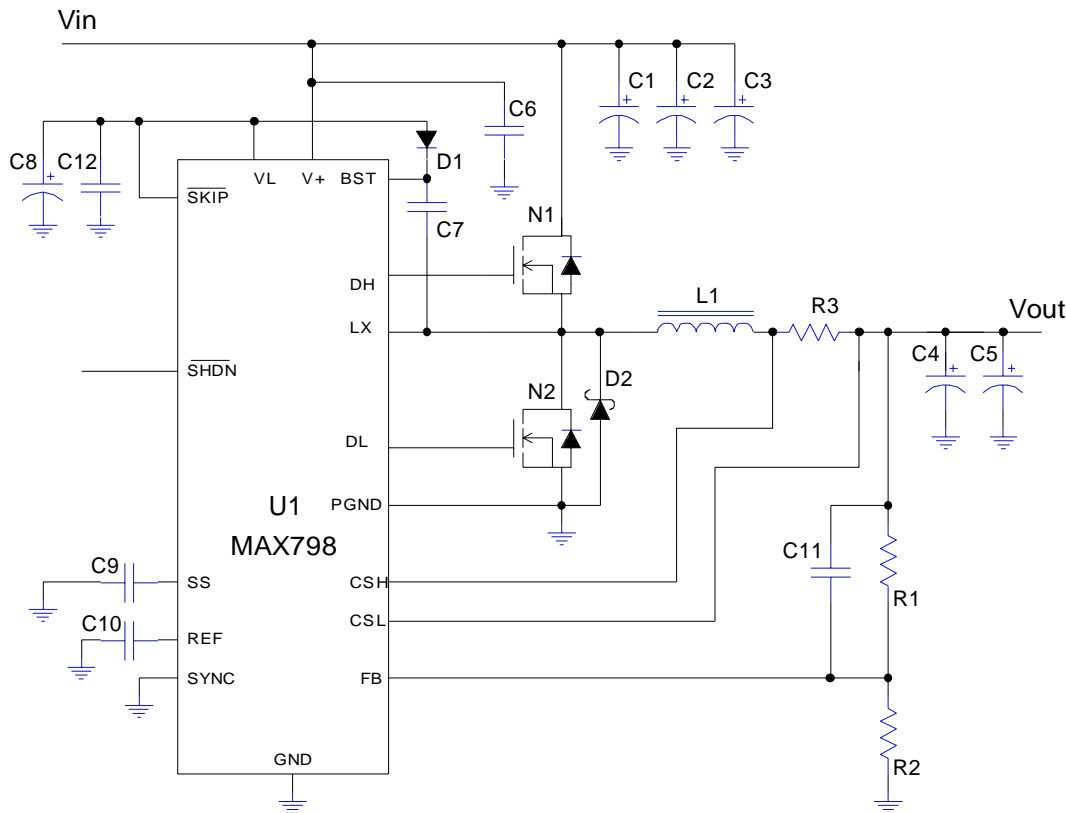 Vin
C1
C2
C3
C6
C8
C12
D1
VL
V+
BST
SKIP
C7
N1
DH
L1
R3
Vout
LX
C4
C5
SHDN
D2
N2
DL
PGND
U1
MAX798
C11
C9
SS
CSH
R1
C10
CSL
REF
SYNC
FB
GND
R2